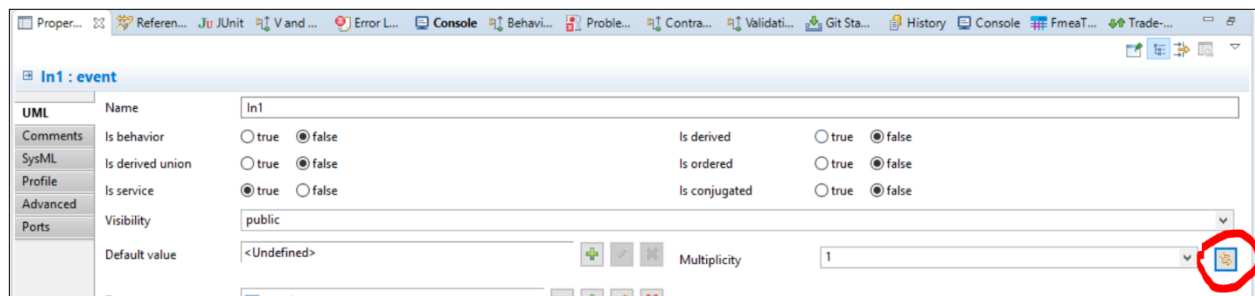 Proper... Referen... Ju JUnit V and ... Error L... Console Behavi... Proble... Contra... Validati... Git Sta... History Console FmeaT... Trade-...
In1 : event
UML
Name In1
Comments
Is behavior true false Is derived true false
SysML
Is derived union true false Is ordered true false
Profile
Is service true false Is conjugated true false
Advanced
Visibility public
Ports
Default value <Undefined> Multiplicity 1